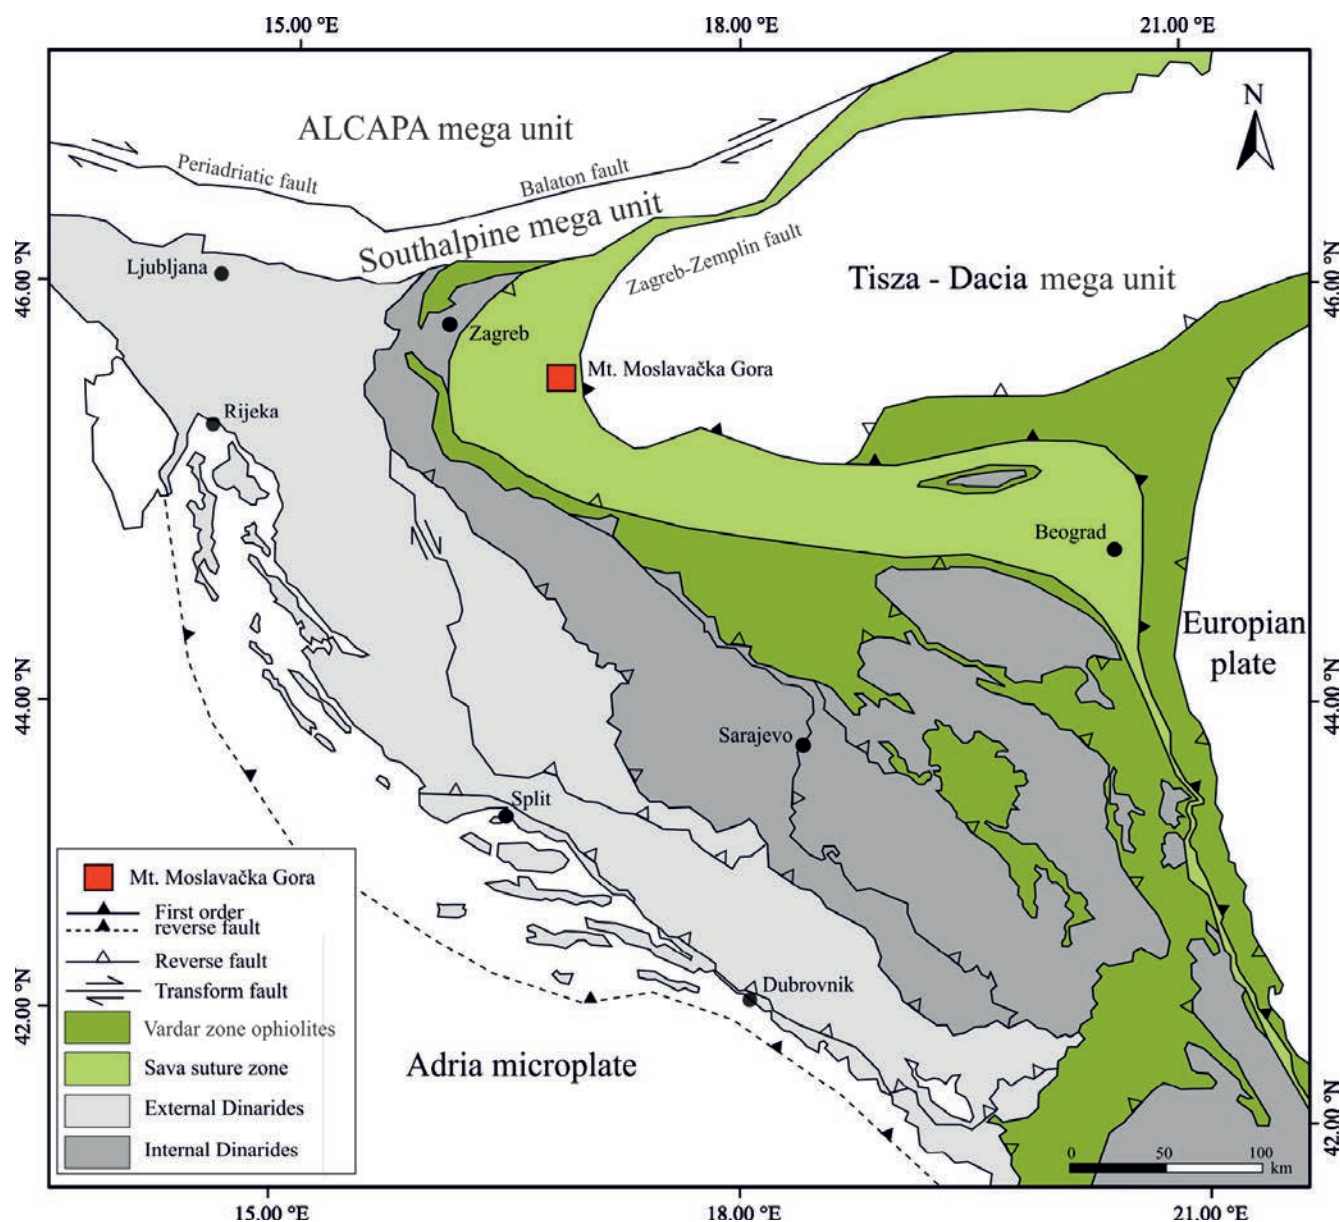 15.00 °E
18.00 °E
21.00 °E
N
ALCAPA mega unit
Periadriatic fault
Balaton fault
Southalpine mega unit
Zagreb-Zemplin fault
Tisza - Dacia mega unit
46.00 °N
46.00 °N
Ljubljana
Zagreb
Mt. Moslavačka Gora
Rijeka
Beograd
Europian
plate
44.00 °N
44.00 °N
Sarajevo
Split
Dubrovnik
42.00 °N
42.00 °N
Adria microplate
Mt. Moslavačka Gora
First order
reverse fault
Reverse fault
Transform fault
Vardar zone ophiolites
Sava suture zone
External Dinarides
Internal Dinarides
0
50
100
km
15.00 °E
18.00 °E
21.00 °E